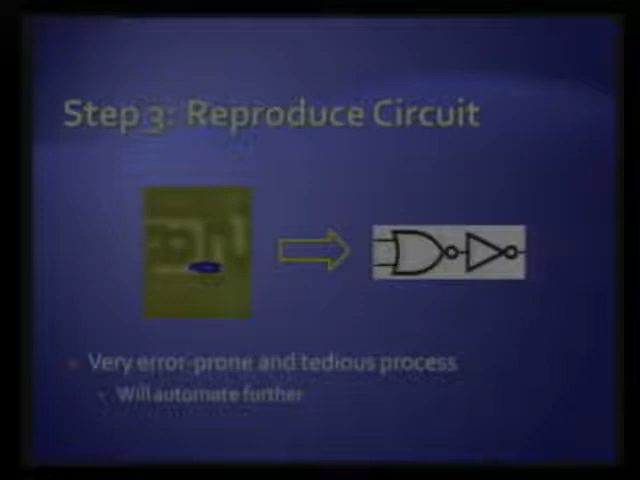 Step 3: Reproduce Circuit
Very error-prone and tedious process
Will automate further